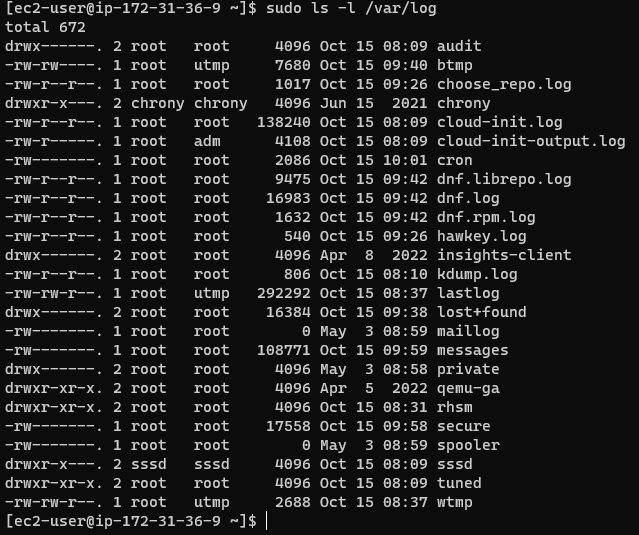 [ec2-user@ip-172-31-36-9 ~]$ sudo ls -l /var/log
total 672
drwx------. 2 root   root     4096 Oct 15 08:09 audit
-rw-rw----. 1 root   utmp     7680 Oct 15 09:40 btmp
-rw-r--r--. 1 root   root     1017 Oct 15 09:26 choose_repo.log
drwxr-x---. 2 chrony chrony   4096 Jun 15  2021 chrony
-rw-r--r--. 1 root   root   138240 Oct 15 08:09 cloud-init.log
-rw-r-----. 1 root   adm      4108 Oct 15 08:09 cloud-init-output.log
-rw-------. 1 root   root     2086 Oct 15 10:01 cron
-rw-r--r--. 1 root   root     9475 Oct 15 09:42 dnf.librepo.log
-rw-r--r--. 1 root   root    16983 Oct 15 09:42 dnf.log
-rw-r--r--. 1 root   root     1632 Oct 15 09:42 dnf.rpm.log
-rw-r--r--. 1 root   root      540 Oct 15 09:26 hawkey.log
drwx------. 2 root   root     4096 Apr  8  2022 insights-client
-rw-r--r--. 1 root   root      806 Oct 15 08:10 kdump.log
-rw-rw-r--. 1 root   utmp   292292 Oct 15 08:37 lastlog
drwx------. 2 root   root    16384 Oct 15 09:38 lost+found
-rw-------. 1 root   root        0 May  3 08:59 maillog
-rw-------. 1 root   root   108771 Oct 15 09:59 messages
drwx------. 2 root   root     4096 May  3 08:58 private
drwxr-xr-x. 2 root   root     4096 Apr  5  2022 qemu-ga
drwxr-xr-x. 2 root   root     4096 Oct 15 08:31 rhsm
-rw-------. 1 root   root    17558 Oct 15 09:58 secure
-rw-------. 1 root   root        0 May  3 08:59 spooler
drwxr-x---. 2 sssd   sssd     4096 Oct 15 08:09 sssd
drwxr-xr-x. 2 root   root     4096 Oct 15 08:09 tuned
-rw-rw-r--. 1 root   utmp     2688 Oct 15 08:37 wtmp
[ec2-user@ip-172-31-36-9 ~]$